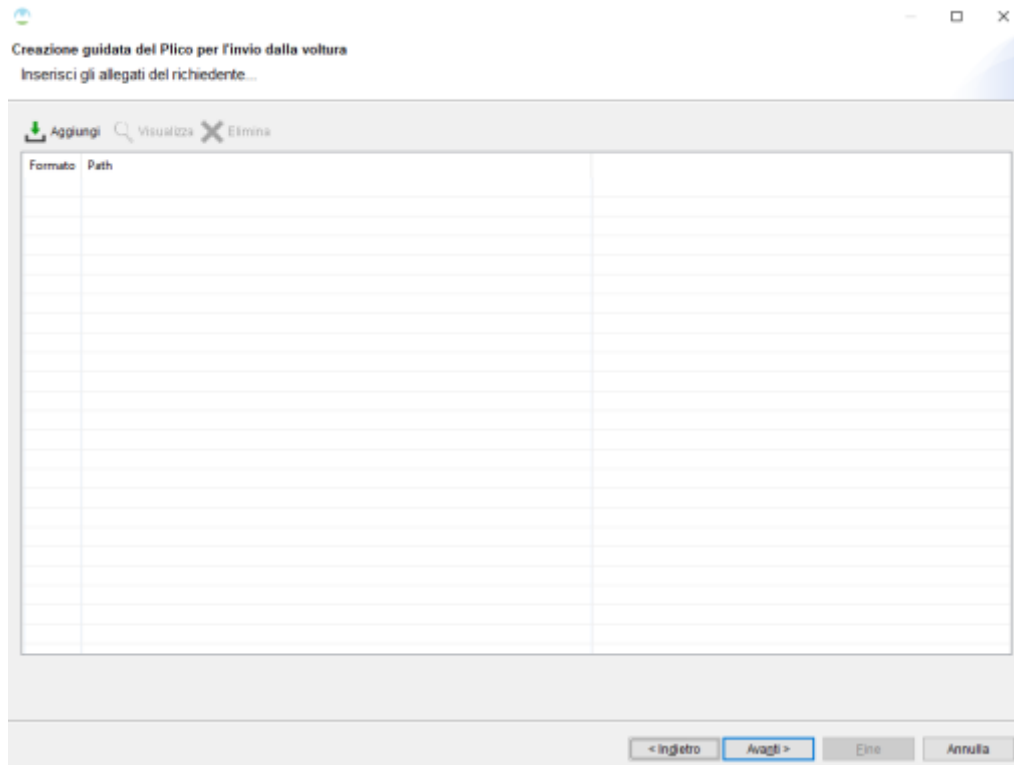 Creazione guidata del Plico per l'invio dalla voltura
Inserisci gli allegati del richiedente...
Aggiungi Visualizza Elimina
Formato Path
< Indietro Avanti > Fine Annulla